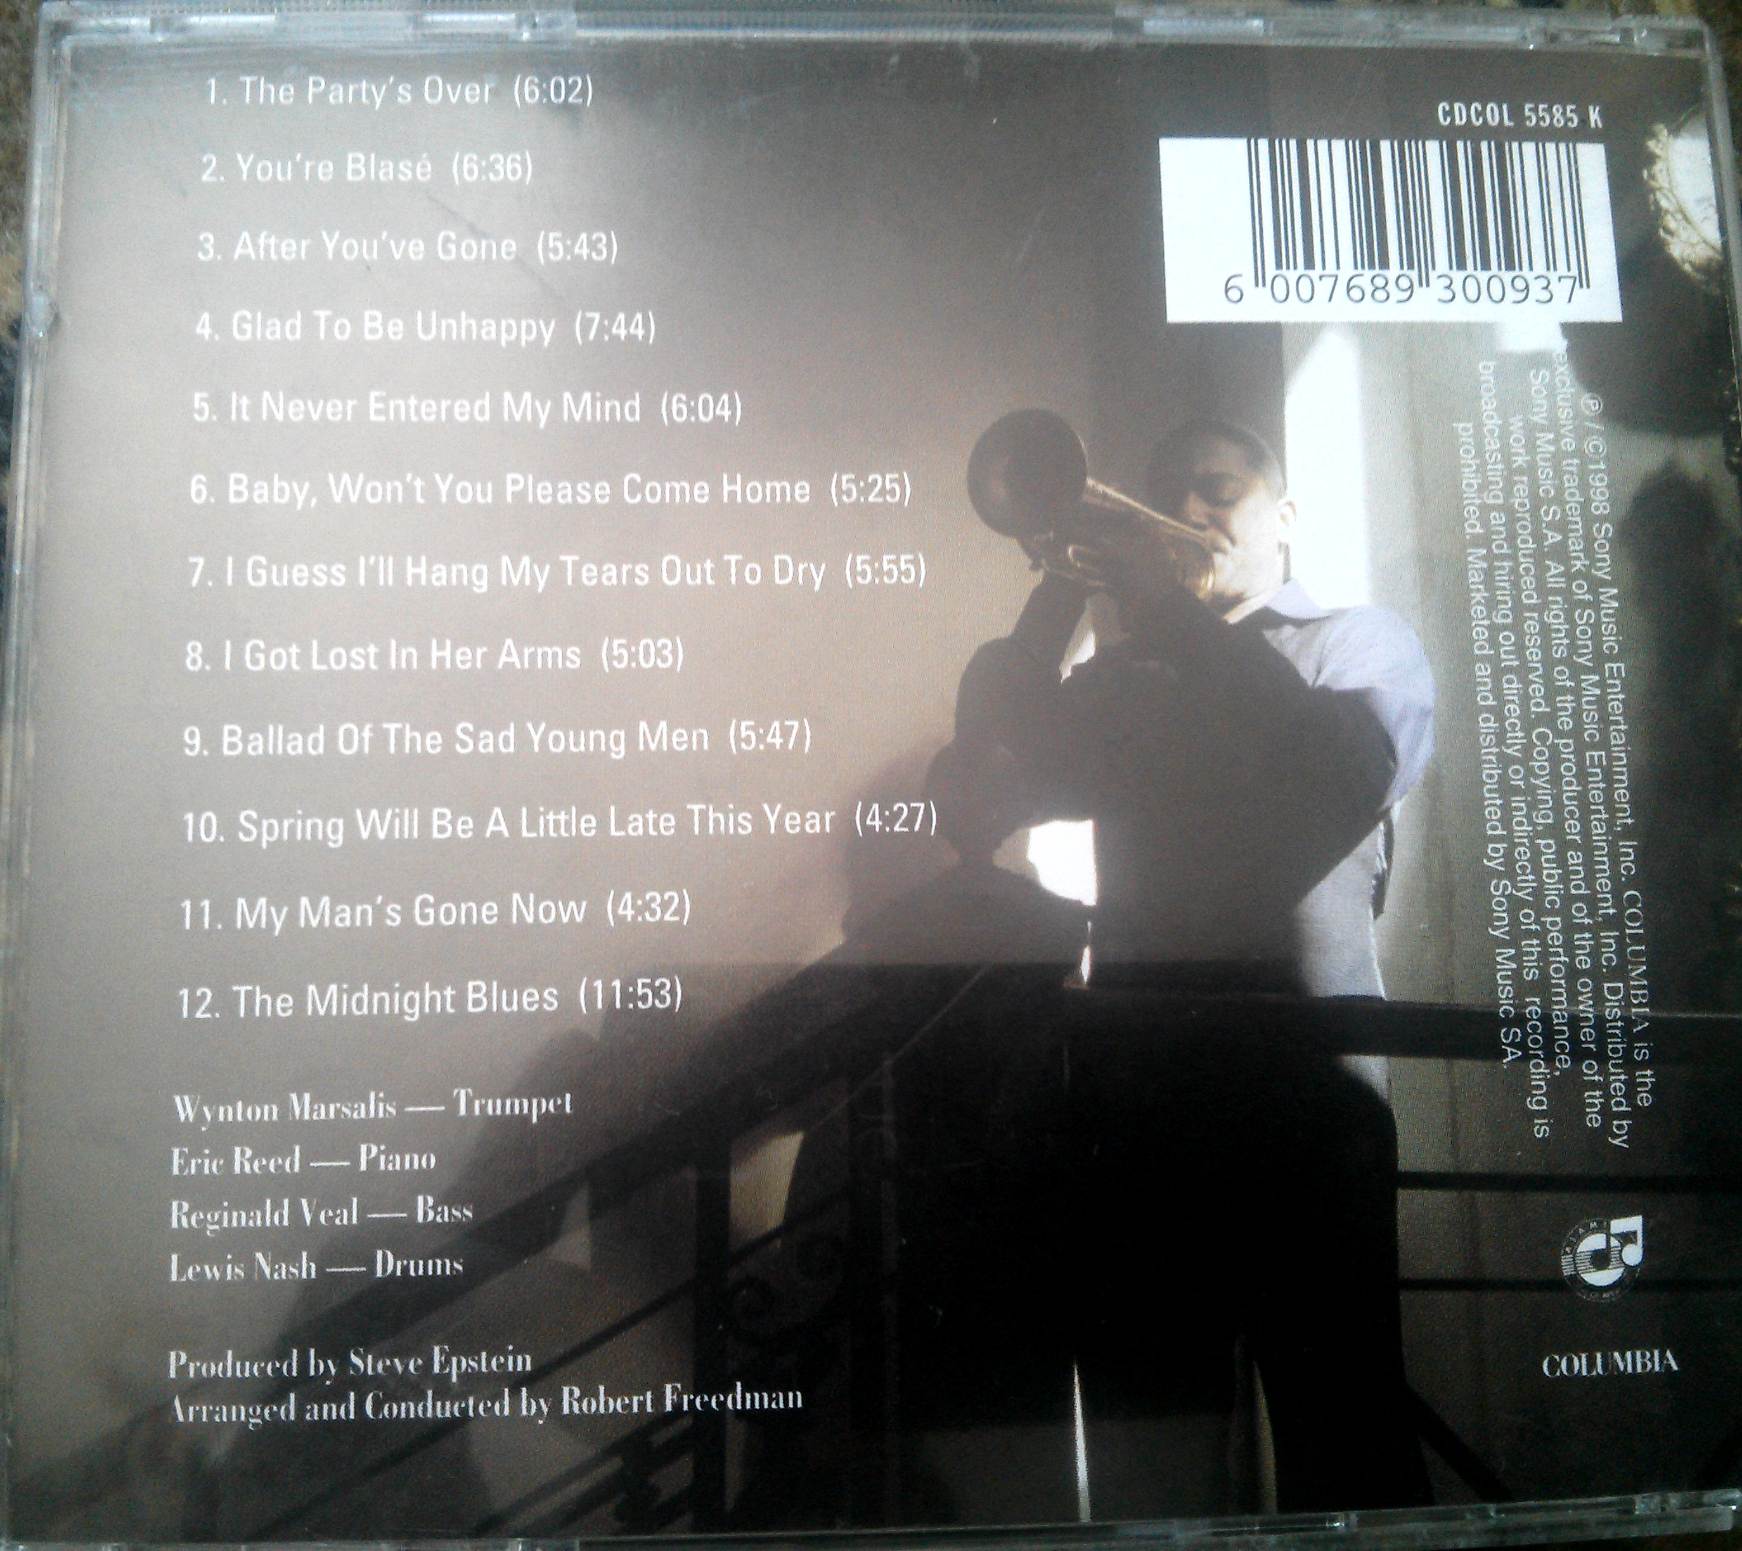 1. The Party's Over (6:02)
2. You're Blasé (6:36)
3. After You've Gone (5:43)
4. Glad To Be Unhappy (7:44)
5. It Never Entered My Mind (6:04)
6. Baby, Won't You Please Come Home (5:25)
7. I Guess I'll Hang My Tears Out To Dry (5:55)
8. I Got Lost In Her Arms (5:03)
9. Ballad Of The Sad Young Men (5:47)
10. Spring Will Be A Little Late This Year (4:27)
11. My Man's Gone Now (4:32)
12. The Midnight Blues (11:53)
Wynton Marsalis — Trumpet
Eric Reed — Piano
Reginald Veal — Bass
Lewis Nash — Drums
Produced by Steve Epstein
Arranged and Conducted by Robert Freedman
CDCOL 5585 K
6 007689 300937
℗/©1998 Sony Music Entertainment, Inc. COLUMBIA is the
exclusive trademark of Sony Music Entertainment, Inc. Distributed by
Sony Music S.A. All rights of the producer and of the owner of the
work reproduced reserved. Copying, public performance,
broadcasting and hiring out directly or indirectly of this recording is
prohibited. Marketed and distributed by Sony Music SA.
COLUMBIA